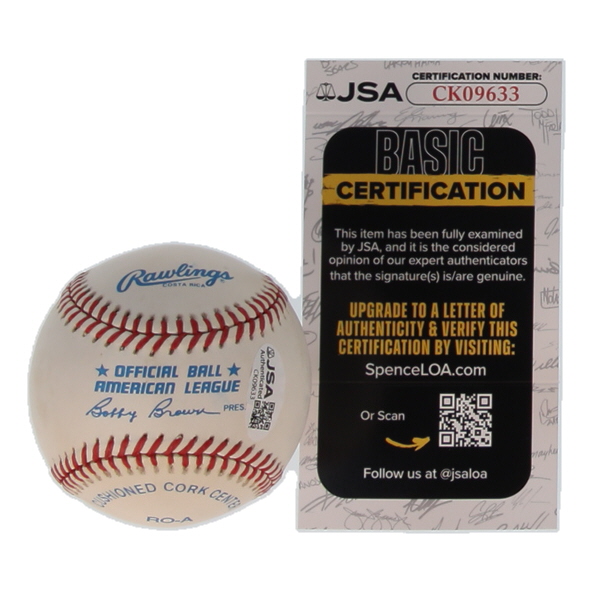 Rawlings
COSTA RICA
★ OFFICIAL BALL ★
AMERICAN LEAGUE
Bobby Brown PRES.
CUSHIONED CORK CENTER
RO-A
JSA
Authenticated
CK09633
JSA
CERTIFICATION NUMBER:
CK09633
BASIC
CERTIFICATION
This item has been fully examined
by JSA, and it is the considered
opinion of our expert authenticators
that the signature(s) is/are genuine.
UPGRADE TO A LETTER OF
AUTHENTICITY & VERIFY THIS
CERTIFICATION BY VISITING:
SpenceLOA.com
Or Scan
Follow us at @jsaloa